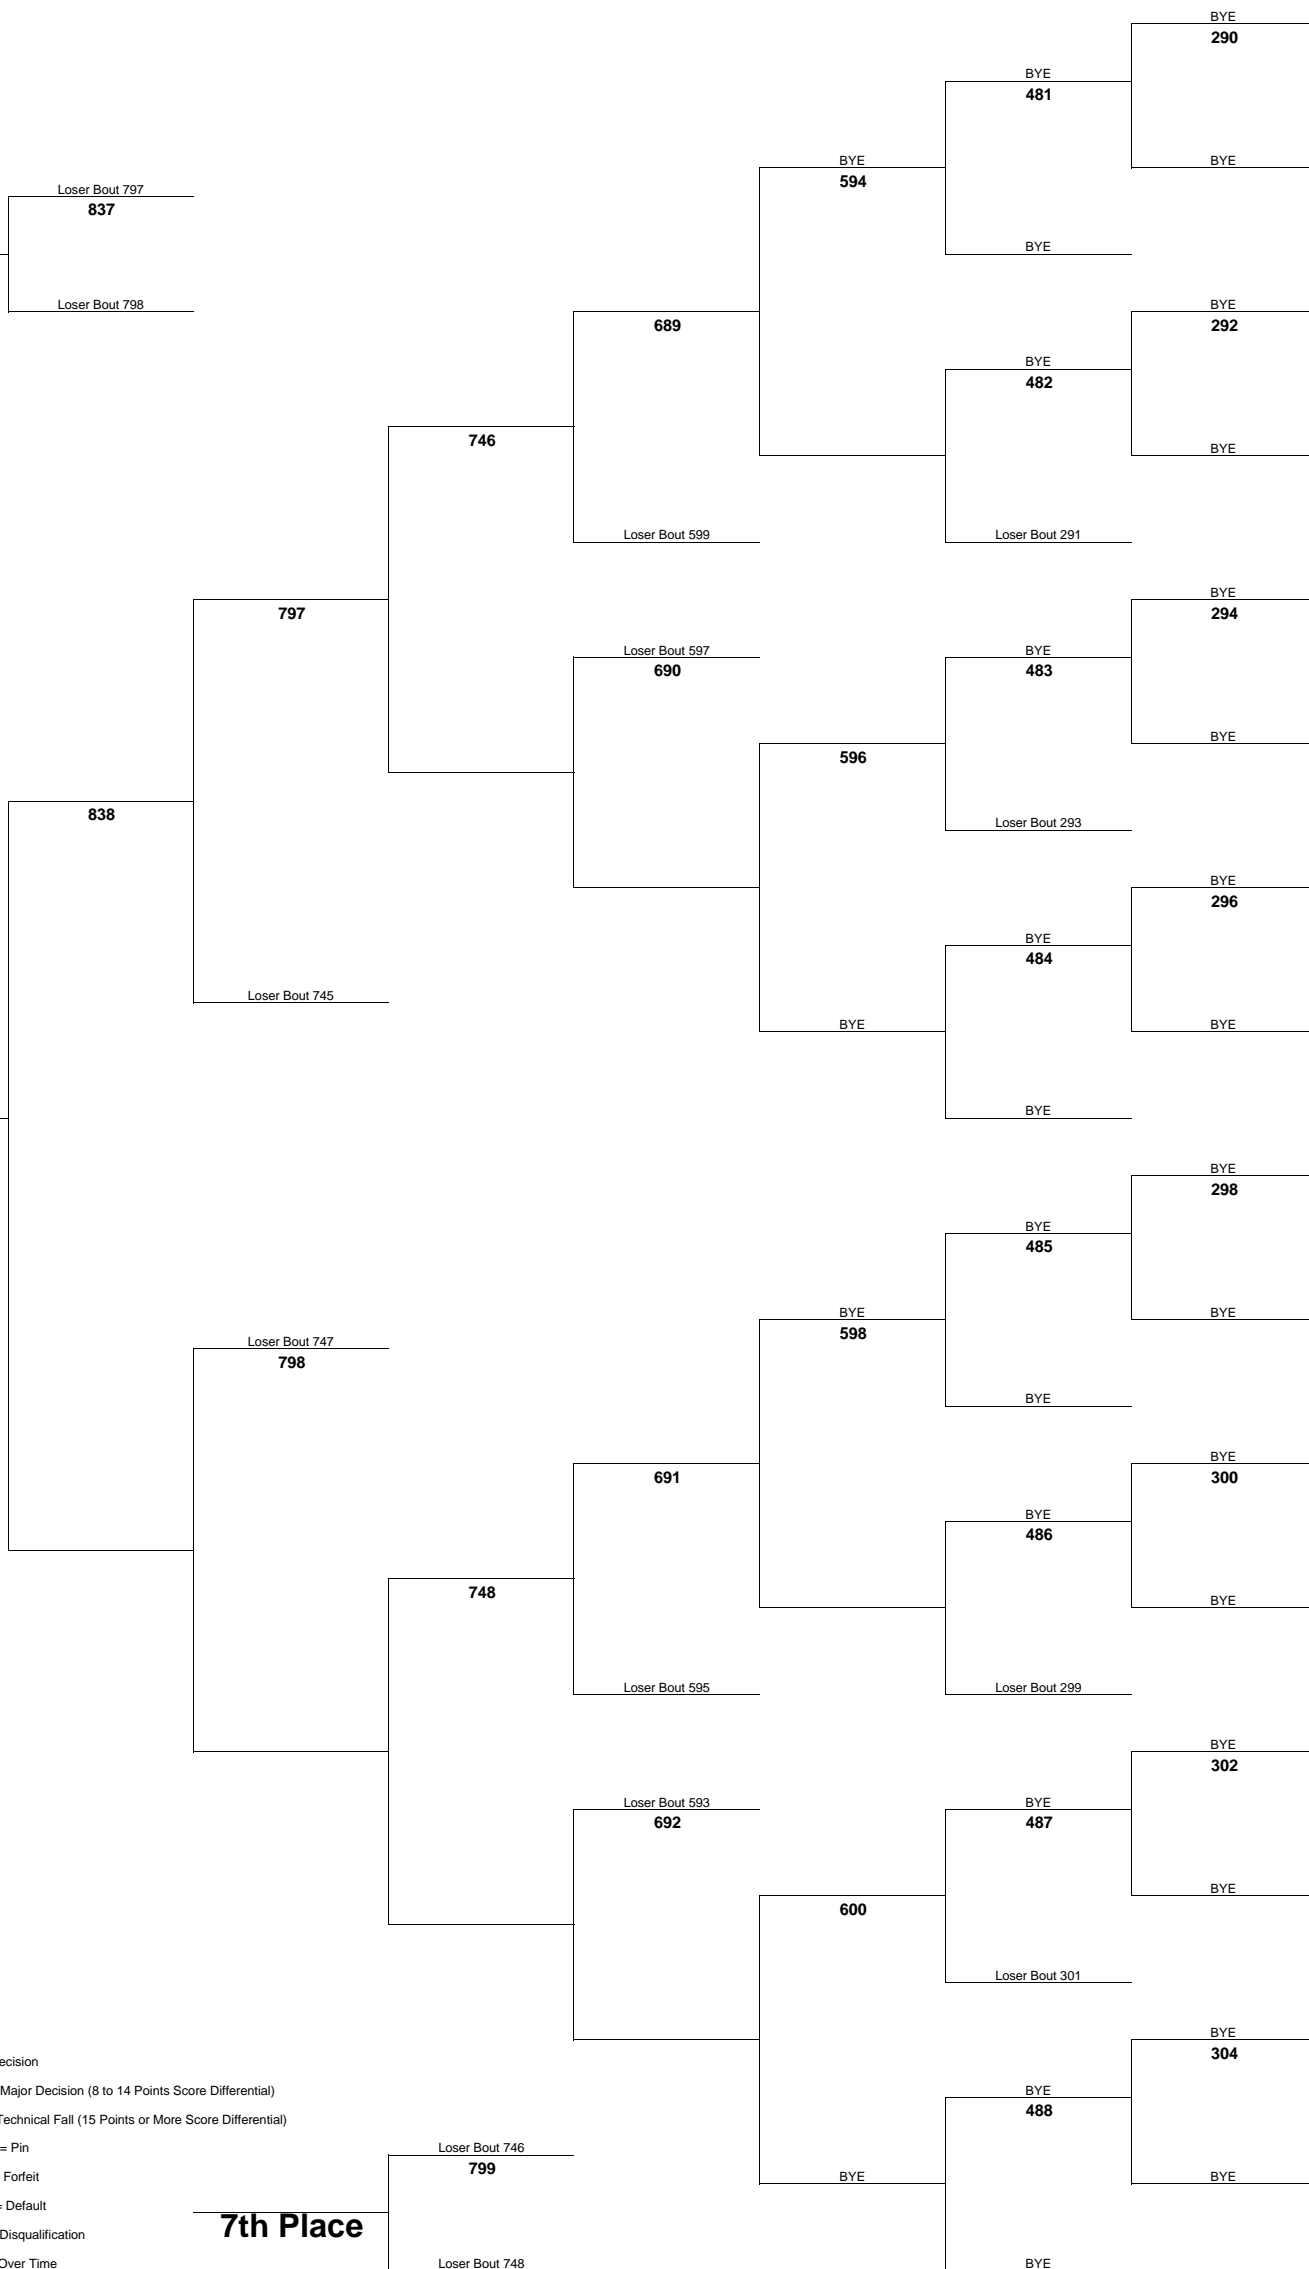 BYE
290
BYE
481
BYE
594
BYE
Loser Bout 797
837
BYE
Loser Bout 798
BYE
689
292
BYE
482
746
BYE
Loser Bout 599
Loser Bout 291
BYE
797
294
Loser Bout 597
BYE
690
483
BYE
596
838
Loser Bout 293
BYE
296
BYE
484
Loser Bout 745
BYE
BYE
BYE
298
BYE
485
BYE
BYE
598
Loser Bout 747
798
BYE
BYE
691
300
BYE
486
748
BYE
Loser Bout 595
Loser Bout 299
BYE
302
Loser Bout 593
BYE
692
487
BYE
600
Loser Bout 301
BYE
304
ecision
Major Decision (8 to 14 Points Score Differential)
BYE
488
Technical Fall (15 Points or More Score Differential)
= Pin
Loser Bout 746
799
Forfeit
BYE
BYE
= Default
7th Place
Disqualification
Over Time
Loser Bout 748
BYE